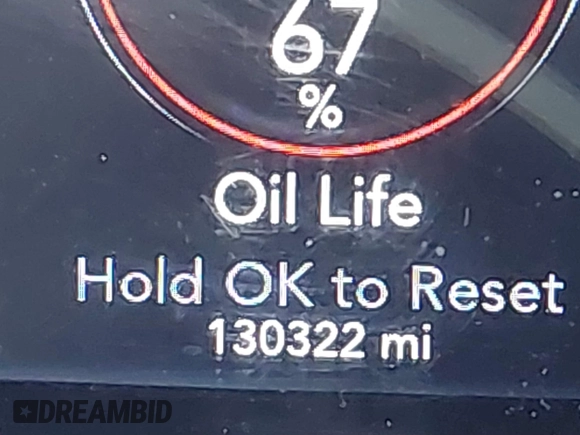 67
%
Oil Life
Hold OK to Reset
130322 mi
DREAMBID